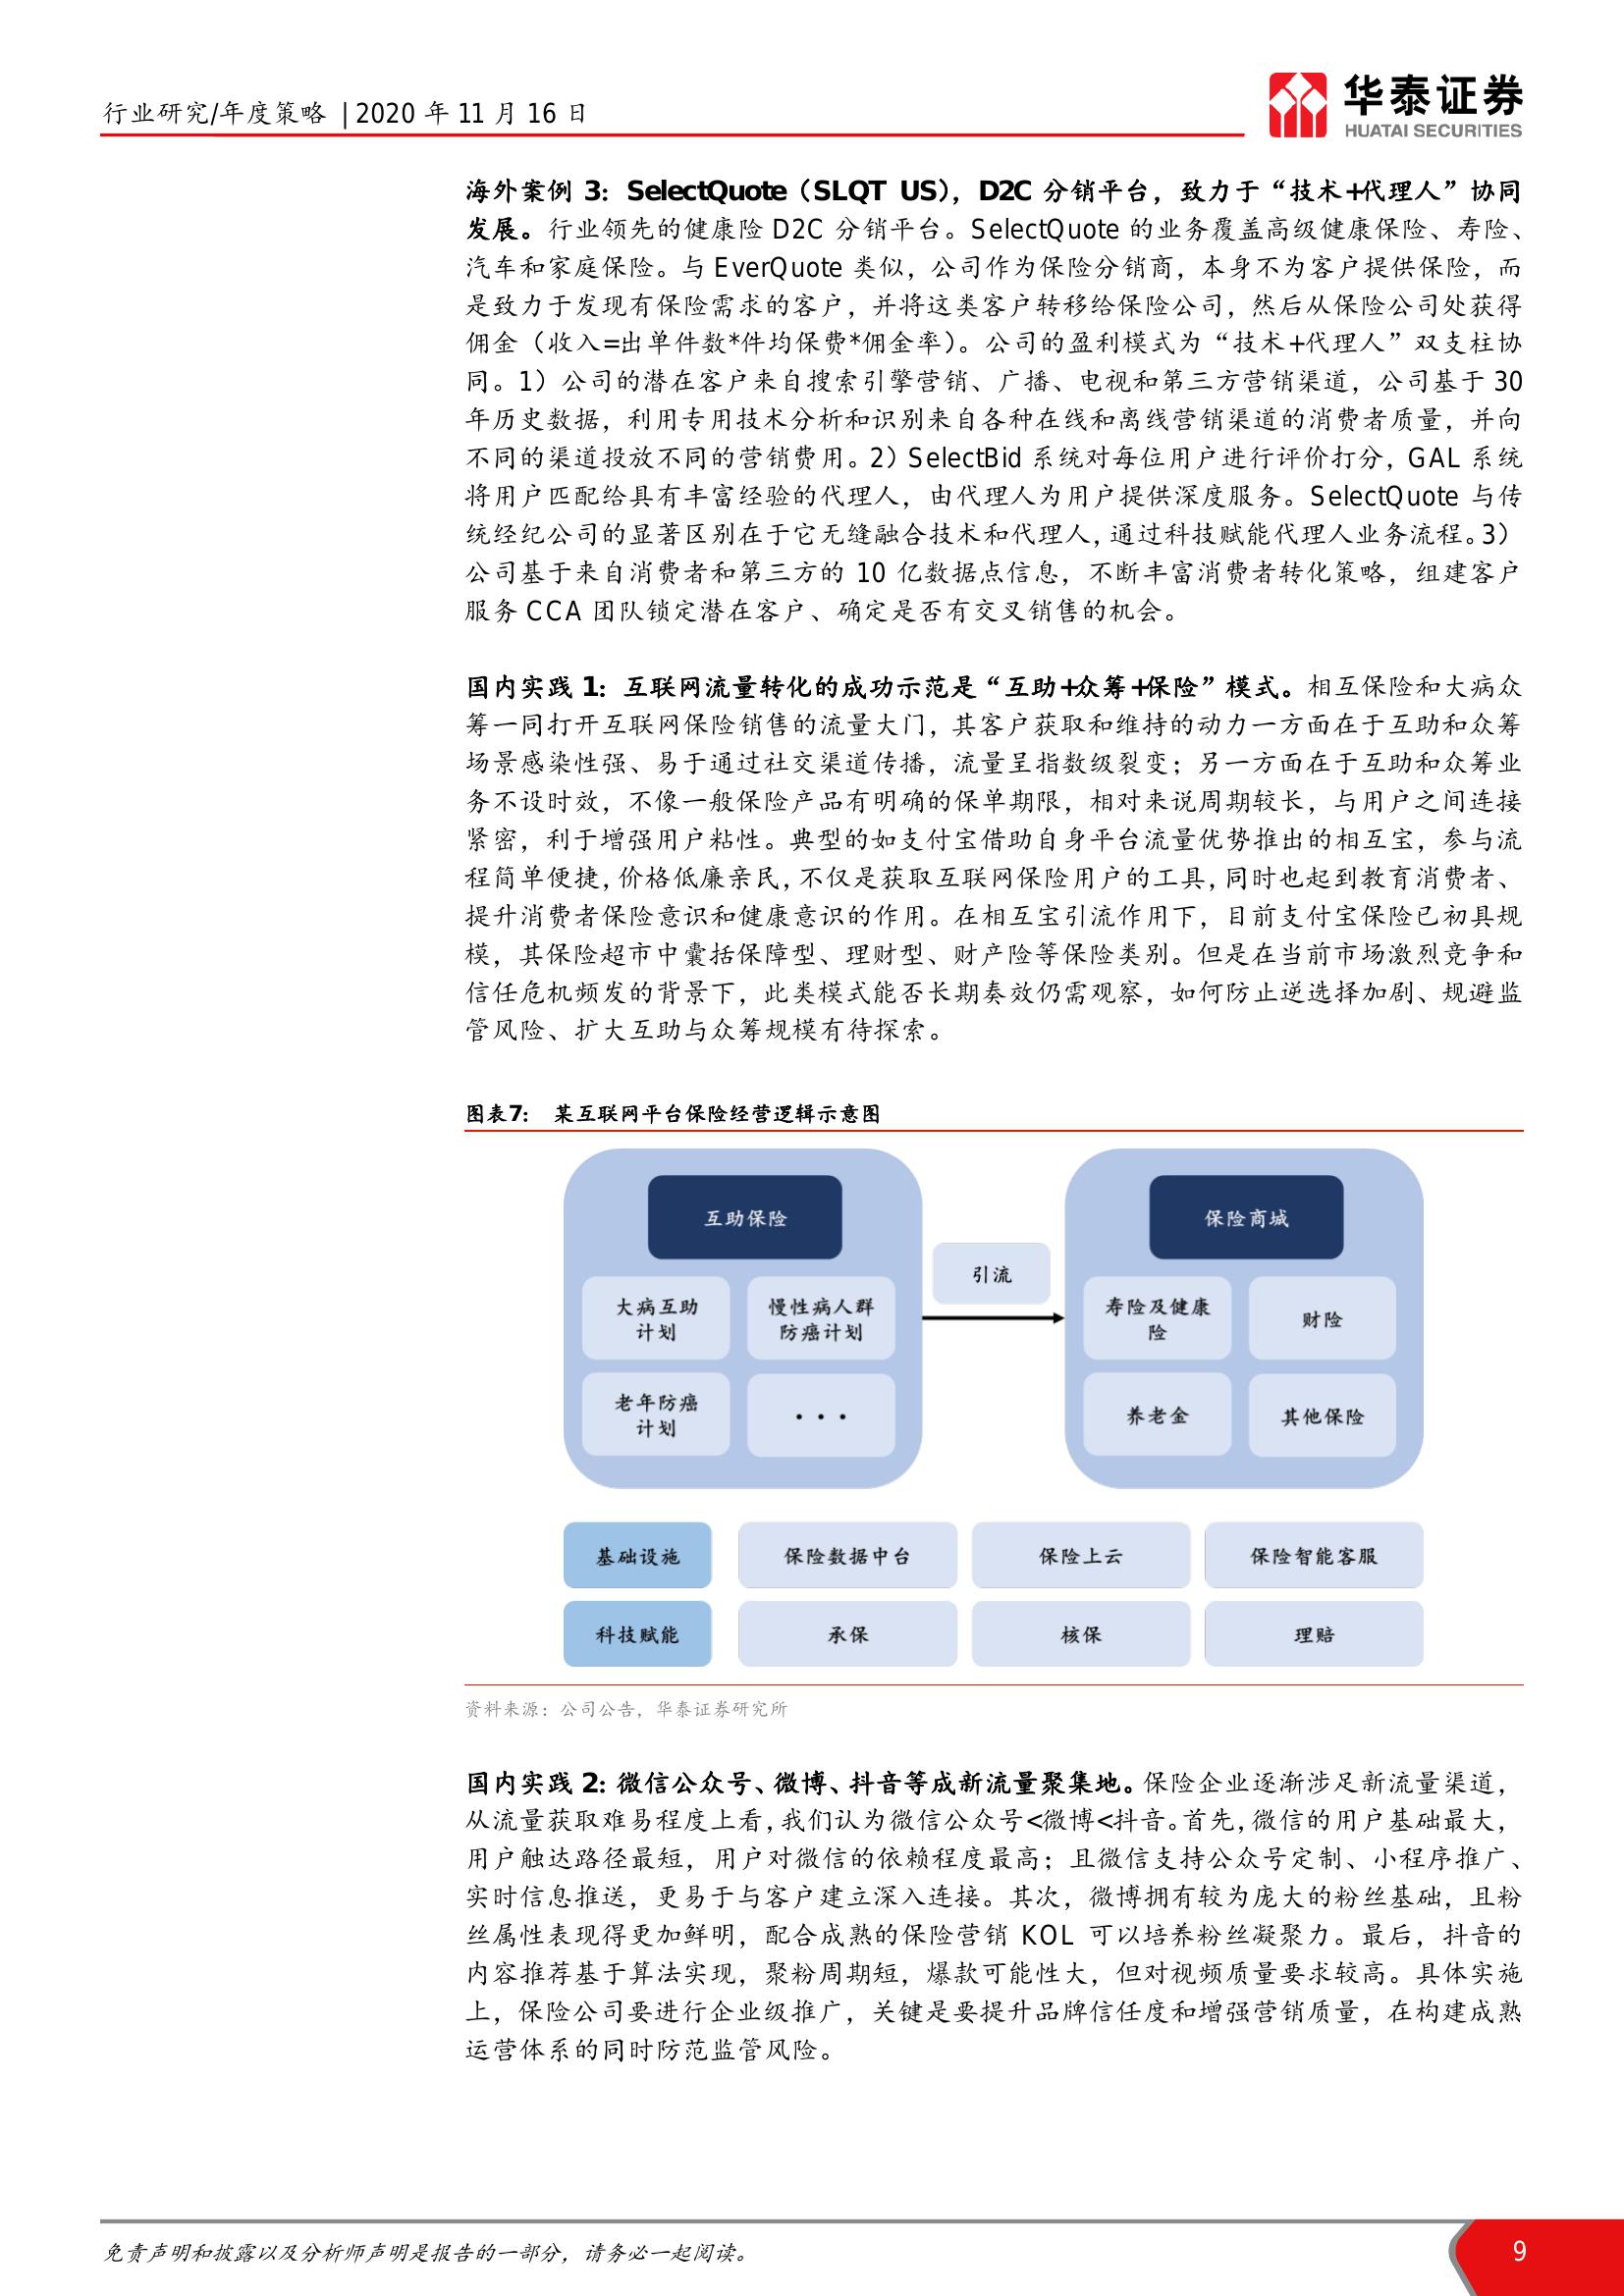 行业研究/年度策略 | 2020 年 11 月 16 日
华泰证券
HUATAI SECURITIES
海外案例 3：SelectQuote（SLQT US），D2C 分销平台，致力于“技术+代理人”协同
发展。行业领先的健康险 D2C 分销平台。SelectQuote 的业务覆盖高级健康保险、寿险、
汽车和家庭保险。与 EverQuote 类似，公司作为保险分销商，本身不为客户提供保险，而
是致力于发现有保险需求的客户，并将这类客户转移给保险公司，然后从保险公司处获得
佣金（收入=出单件数*件均保费*佣金率）。公司的盈利模式为“技术+代理人”双支柱协
同。1）公司的潜在客户来自搜索引擎营销、广播、电视和第三方营销渠道，公司基于 30
年历史数据，利用专用技术分析和识别来自各种在线和离线营销渠道的消费者质量，并向
不同的渠道投放不同的营销费用。2）SelectBid 系统对每位用户进行评价打分，GAL 系统
将用户匹配给具有丰富经验的代理人，由代理人为用户提供深度服务。SelectQuote 与传
统经纪公司的显著区别在于它无缝融合技术和代理人，通过科技赋能代理人业务流程。3）
公司基于来自消费者和第三方的 10 亿数据点信息，不断丰富消费者转化策略，组建客户
服务 CCA 团队锁定潜在客户、确定是否有交叉销售的机会。
国内实践 1：互联网流量转化的成功示范是“互助+众筹+保险”模式。相互保险和大病众
筹一同打开互联网保险销售的流量大门，其客户获取和维持的动力一方面在于互助和众筹
场景感染性强、易于通过社交渠道传播，流量呈指数级裂变；另一方面在于互助和众筹业
务不设时效，不像一般保险产品有明确的保单期限，相对来说周期较长，与用户之间连接
紧密，利于增强用户粘性。典型的如支付宝借助自身平台流量优势推出的相互宝，参与流
程简单便捷，价格低廉亲民，不仅是获取互联网保险用户的工具，同时也起到教育消费者、
提升消费者保险意识和健康意识的作用。在相互宝引流作用下，目前支付宝保险已初具规
模，其保险超市中囊括保障型、理财型、财产险等保险类别。但是在当前市场激烈竞争和
信任危机频发的背景下，此类模式能否长期奏效仍需观察，如何防止逆选择加剧、规避监
管风险、扩大互助与众筹规模有待探索。
图表7： 某互联网平台保险经营逻辑示意图
互助保险
大病互助
计划
慢性病人群
防癌计划
老年防癌
计划
···
引流
保险商城
寿险及健康
险
财险
养老金
其他保险
基础设施 保险数据中台 保险上云 保险智能客服
科技赋能 承保 核保 理赔
资料来源：公司公告，华泰证券研究所
国内实践 2：微信公众号、微博、抖音等成新流量聚集地。保险企业逐渐涉足新流量渠道，
从流量获取难易程度上看，我们认为微信公众号<微博<抖音。首先，微信的用户基础最大，
用户触达路径最短，用户对微信的依赖程度最高；且微信支持公众号定制、小程序推广、
实时信息推送，更易于与客户建立深入连接。其次，微博拥有较为庞大的粉丝基础，且粉
丝属性表现得更加鲜明，配合成熟的保险营销 KOL 可以培养粉丝凝聚力。最后，抖音的
内容推荐基于算法实现，聚粉周期短，爆款可能性大，但对视频质量要求较高。具体实施
上，保险公司要进行企业级推广，关键是要提升品牌信任度和增强营销质量，在构建成熟
运营体系的同时防范监管风险。
免责声明和披露以及分析师声明是报告的一部分，请务必一起阅读。
9